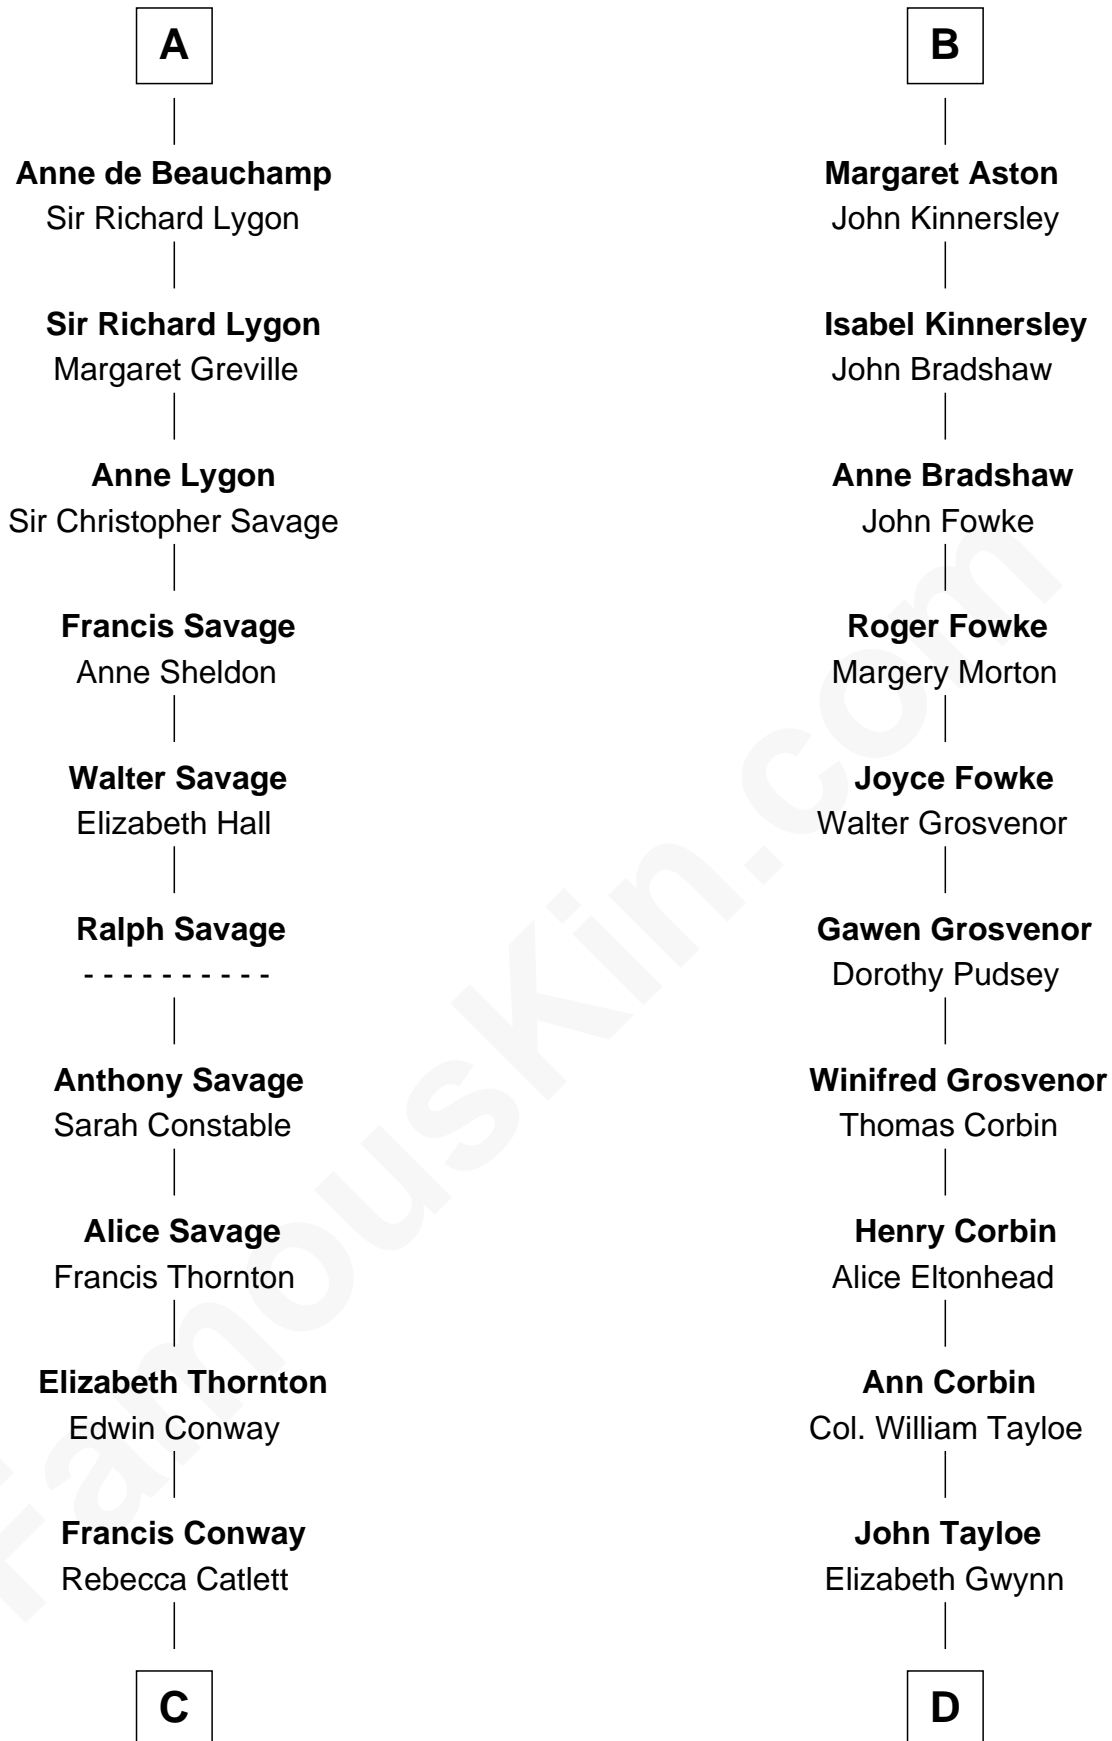 A
Anne de Beauchamp
Sir Richard Lygon
Sir Richard Lygon
Margaret Greville
Anne Lygon
Sir Christopher Savage
Francis Savage
Anne Sheldon
Walter Savage
Elizabeth Hall
Ralph Savage
- - - - - - - - - -
Anthony Savage
Sarah Constable
Alice Savage
Francis Thornton
Elizabeth Thornton
Edwin Conway
Francis Conway
Rebecca Catlett
C
B
Margaret Aston
John Kinnersley
Isabel Kinnersley
John Bradshaw
Anne Bradshaw
John Fowke
Roger Fowke
Margery Morton
Joyce Fowke
Walter Grosvenor
Gawen Grosvenor
Dorothy Pudsey
Winifred Grosvenor
Thomas Corbin
Henry Corbin
Alice Eltonhead
Ann Corbin
Col. William Tayloe
John Tayloe
Elizabeth Gwynn
D
FamousKin.com